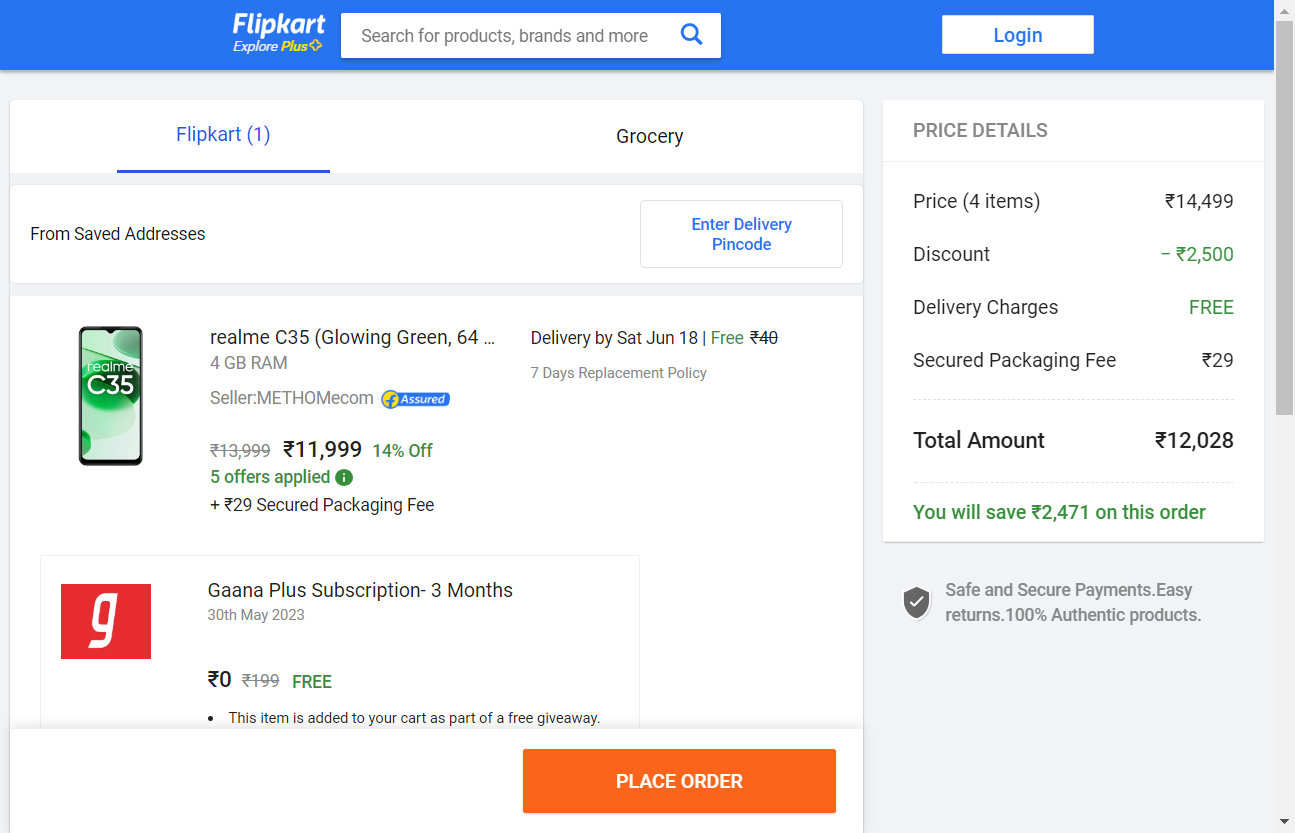 Flipkart
Explore Plus
Search for products, brands and more
Login
Flipkart (1)
Grocery
From Saved Addresses
Enter Delivery
Pincode
realme
C35
realme C35 (Glowing Green, 64 ...
4 GB RAM
Seller:METHOMecom
f Assured
₹13,999 ₹11,999 14% Off
5 offers applied i
+ ₹29 Secured Packaging Fee
Delivery by Sat Jun 18 | Free ₹40
7 Days Replacement Policy
g
Gaana Plus Subscription- 3 Months
30th May 2023
₹0 ₹199 FREE
• This item is added to your cart as part of a free giveaway.
PLACE ORDER
PRICE DETAILS
Price (4 items) ₹14,499
Discount − ₹2,500
Delivery Charges FREE
Secured Packaging Fee ₹29
Total Amount ₹12,028
You will save ₹2,471 on this order
Safe and Secure Payments.Easy
returns.100% Authentic products.